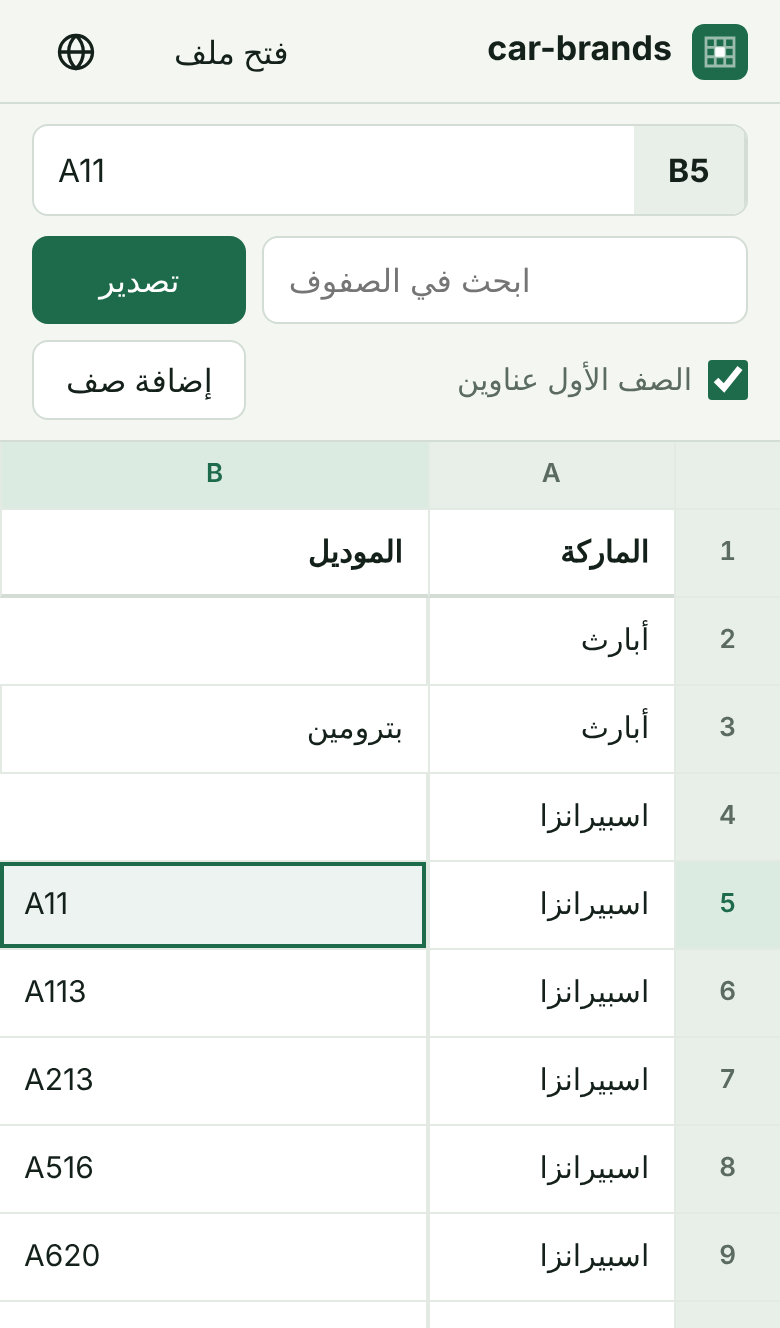 car-brands
فتح ملف
B5 A11
ابحث في الصفوف
تصدير
الصف الأول عناوين
إضافة صف
A B
1 الماركة الموديل
2 أبارث
3 أبارث بترومين
4 اسبيرانزا
5 اسبيرانزا A11
6 اسبيرانزا A113
7 اسبيرانزا A213
8 اسبيرانزا A516
9 اسبيرانزا A620